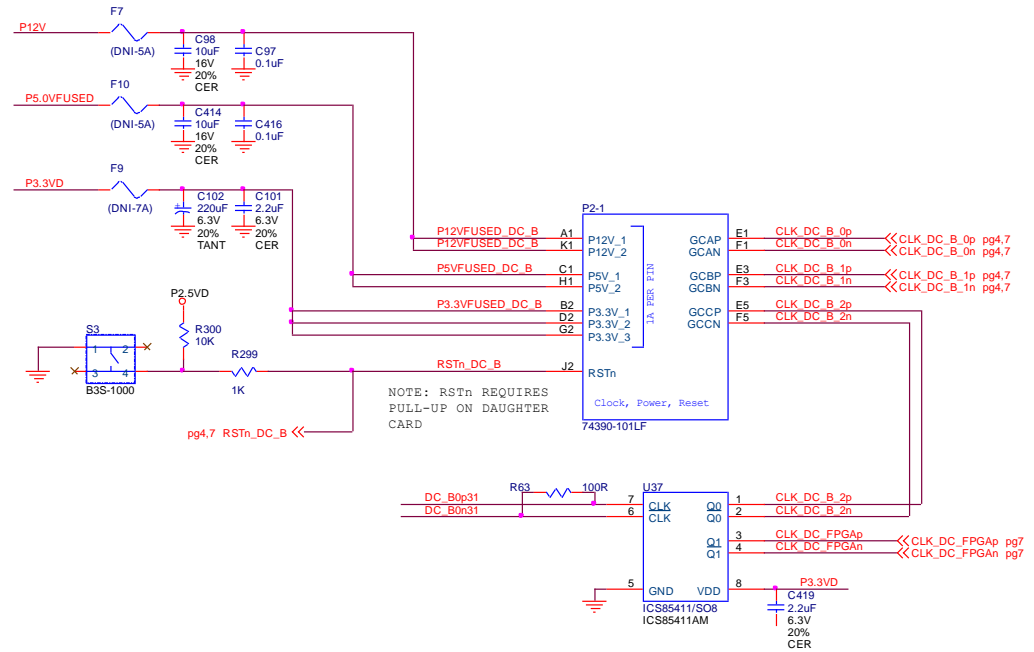 F7
P12V
(DNI-5A)
C98
10uF
16V
20%
CER
C97
0.1uF
F10
P5.0VFUSED
(DNI-5A)
C414
10uF
16V
20%
CER
C416
0.1uF
F9
P3.3VD
(DNI-7A)
C102
220uF
6.3V
20%
TANT
C101
2.2uF
6.3V
20%
CER
P2-1
P12VFUSED_DC_B A1 P12V_1
P12VFUSED_DC_B K1 P12V_2
P5VFUSED_DC_B C1 P5V_1
H1 P5V_2
P3.3VFUSED_DC_B B2 P3.3V_1
D2 P3.3V_2
G2 P3.3V_3
1A PER PIN
RSTn_DC_B J2 RSTn
GCAP E1 CLK_DC_B_0p CLK_DC_B_0p pg4,7
GCAN F1 CLK_DC_B_0n CLK_DC_B_0n pg4,7
GCBP E3 CLK_DC_B_1p CLK_DC_B_1p pg4,7
GCBN F3 CLK_DC_B_1n CLK_DC_B_1n pg4,7
GCCP E5 CLK_DC_B_2p
GCCN F5 CLK_DC_B_2n
Clock, Power, Reset
74390-101LF
P2.5VD
R300
10K
S3
1 2
3 4
B3S-1000
R299
1K
NOTE: RSTn REQUIRES
PULL-UP ON DAUGHTER
CARD
pg4,7 RSTn_DC_B
R63 100R
U37
DC_B0p31 7 CLK
DC_B0n31 6 CLK
Q0 1 CLK_DC_B_2p
Q0 2 CLK_DC_B_2n
Q1 3 CLK_DC_FPGAp CLK_DC_FPGAp pg7
Q1 4 CLK_DC_FPGAn CLK_DC_FPGAn pg7
5 GND VDD 8 P3.3VD
ICS85411/SO8
ICS85411AM
C419
2.2uF
6.3V
20%
CER